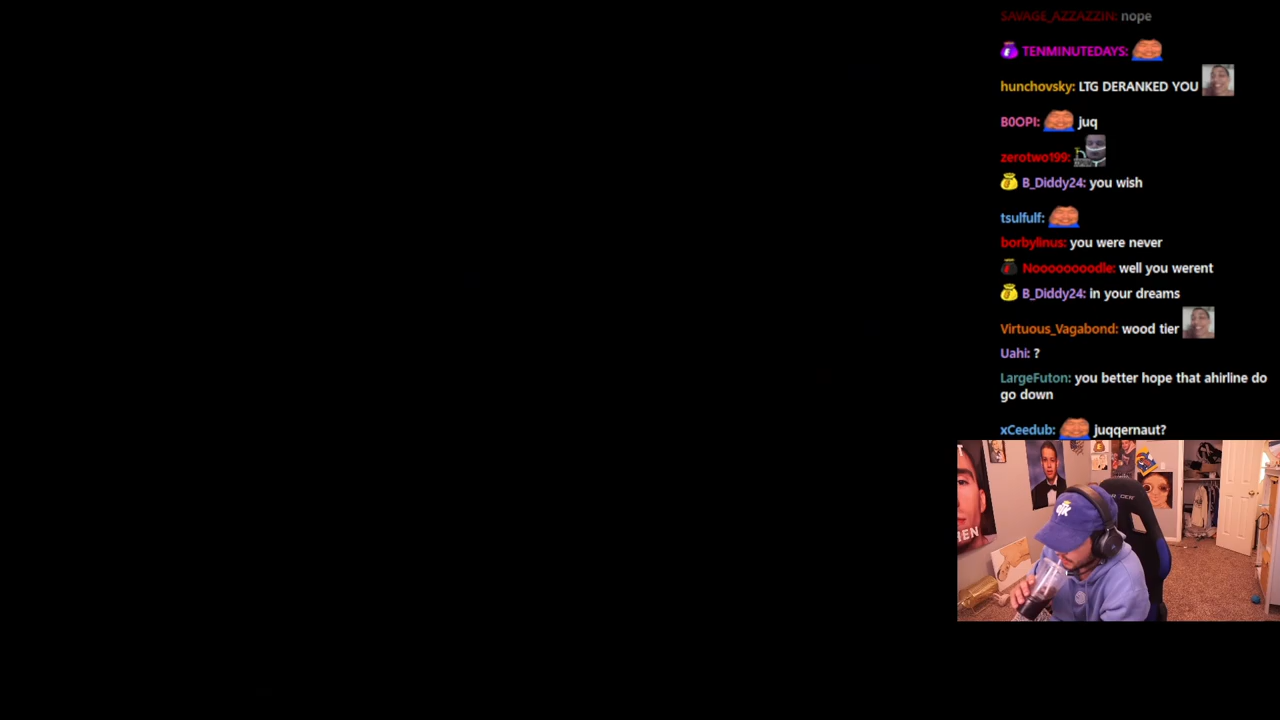 SAVAGE_AZZAZZIN: nope
TENMINUTEDAYS:
hunchovsky: LTG DERANKED YOU
B0OPI: juq
zerotwo199:
B_Diddy24: you wish
tsulfulf:
borbylinus: you were never
Noooooooodle: well you werent
B_Diddy24: in your dreams
Virtuous_Vagabond: wood tier
Uahi: ?
LargeFuton: you better hope that ahirline do
go down
xCeedub: juqqernaut?